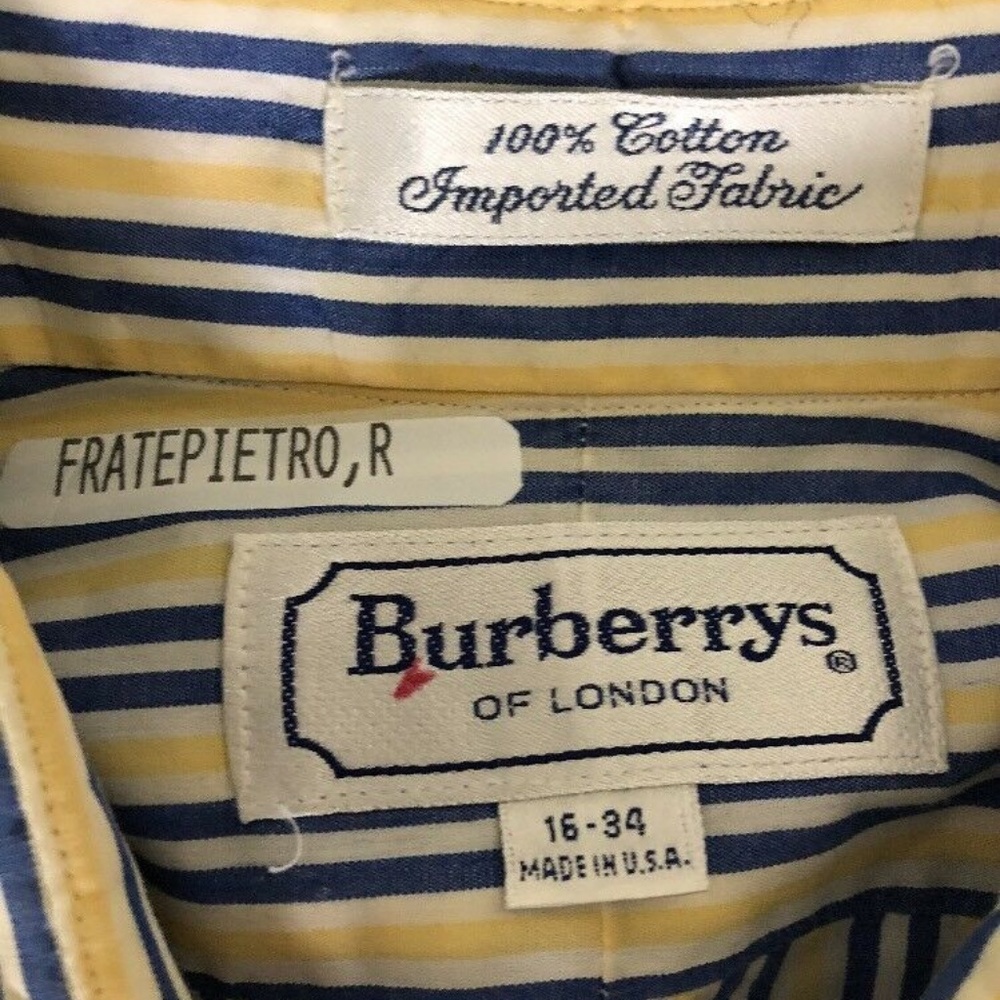 100% Cotton
Imported Fabric
FRATEPIETRO,R
Burberrys®
OF LONDON
16-34
MADE IN U.S.A.